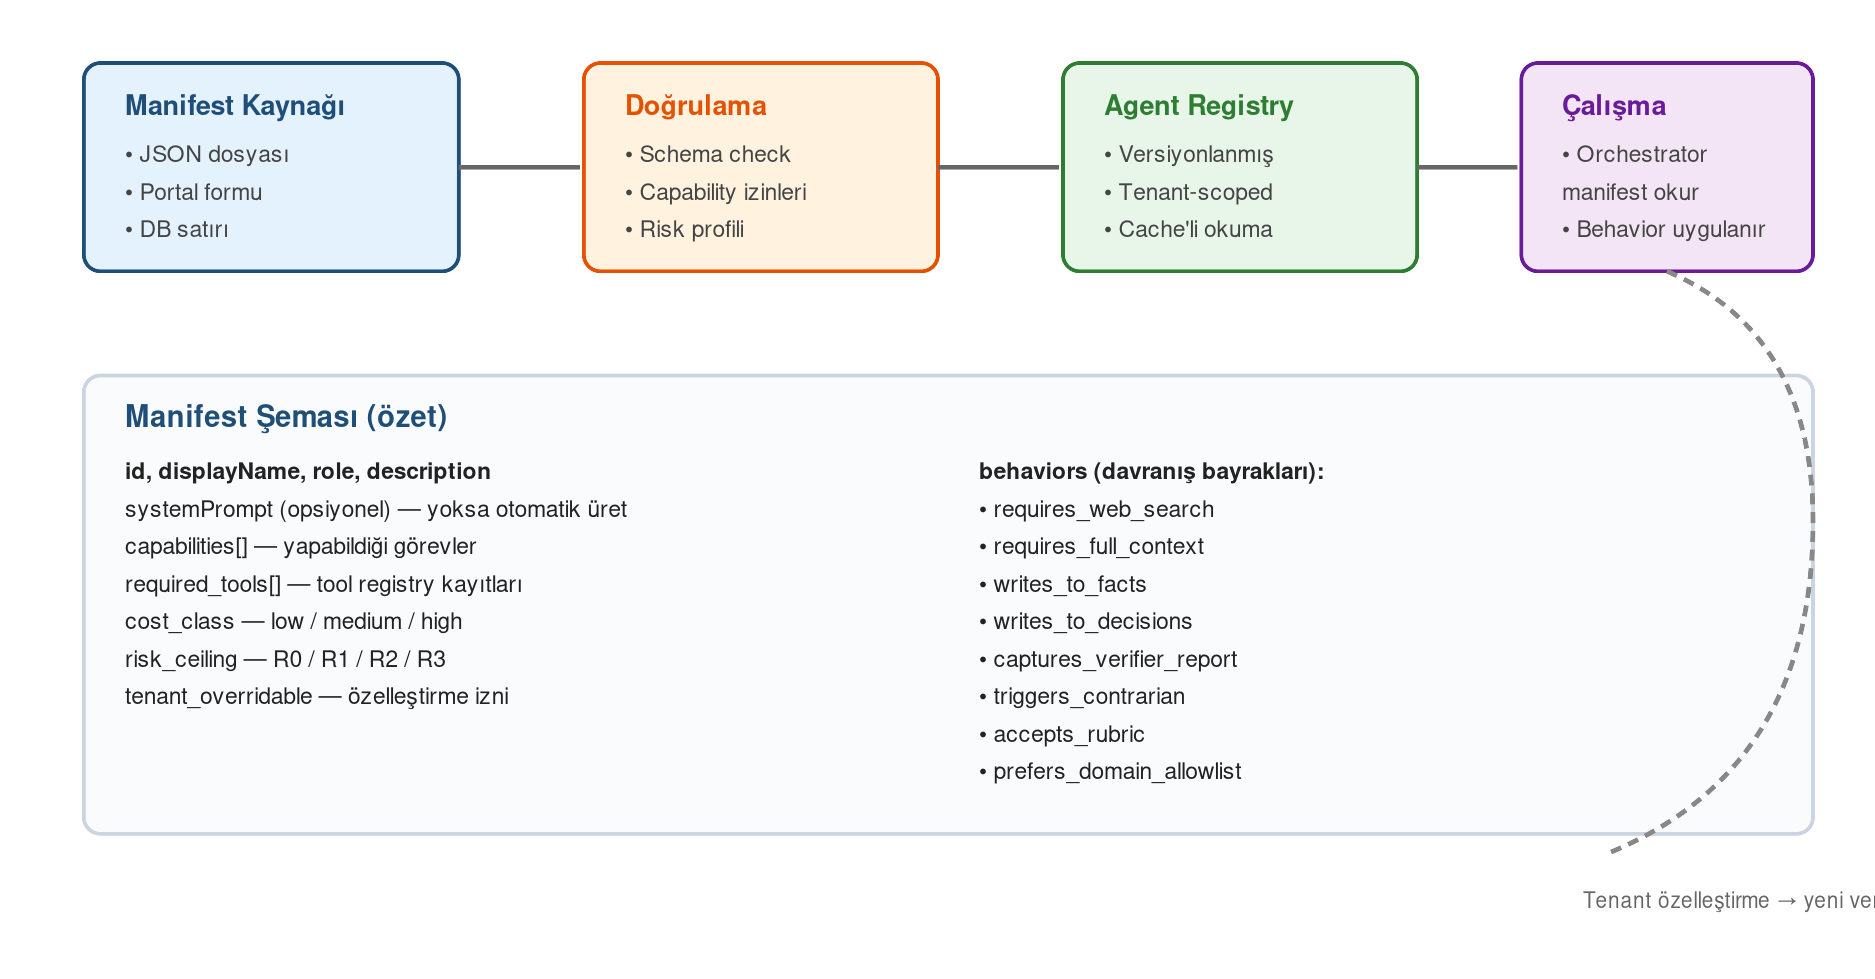 Manifest Kaynağı
• JSON dosyası
• Portal formu
• DB satırı
Doğrulama
• Schema check
• Capability izinleri
• Risk profili
Agent Registry
• Versiyonlanmış
• Tenant-scoped
• Cache'li okuma
Çalışma
• Orchestrator
manifest okur
• Behavior uygulanır
Manifest Şeması (özet)
id, displayName, role, description
systemPrompt (opsiyonel) — yoksa otomatik üret
capabilities[] — yapabildiği görevler
required_tools[] — tool registry kayıtları
cost_class — low / medium / high
risk_ceiling — R0 / R1 / R2 / R3
tenant_overridable — özelleştirme izni
behaviors (davranış bayrakları):
• requires_web_search
• requires_full_context
• writes_to_facts
• writes_to_decisions
• captures_verifier_report
• triggers_contrarian
• accepts_rubric
• prefers_domain_allowlist
Tenant özelleştirme → yeni